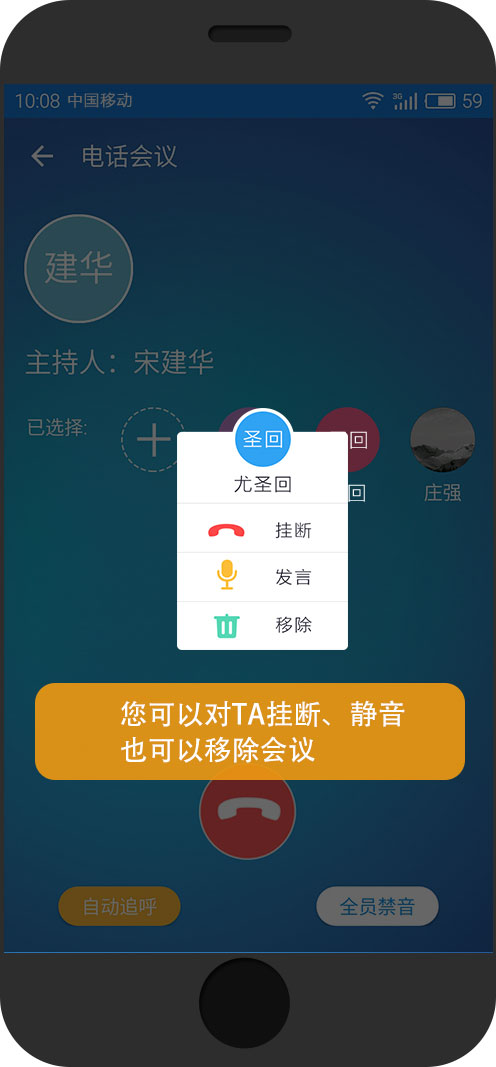 10:08 中国移动 3G 59
电话会议
建华
主持人：宋建华
已选择:
圣回
回
尤圣回
回
庄强
挂断
发言
移除
您可以对TA挂断、静音
也可以移除会议
自动追呼
全员禁音